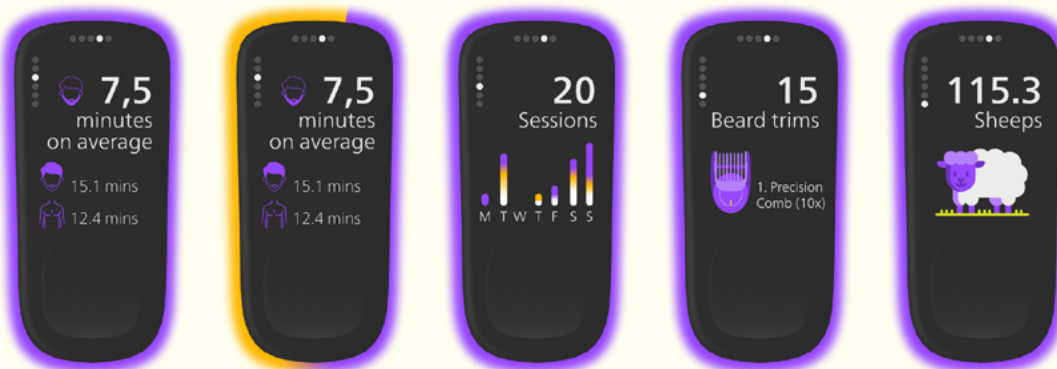 7,5
minutes
on average
15.1 mins
12.4 mins
7,5
minutes
on average
15.1 mins
12.4 mins
20
Sessions
M T W T F S S
15
Beard trims
1. Precision
Comb (10x)
115.3
Sheeps